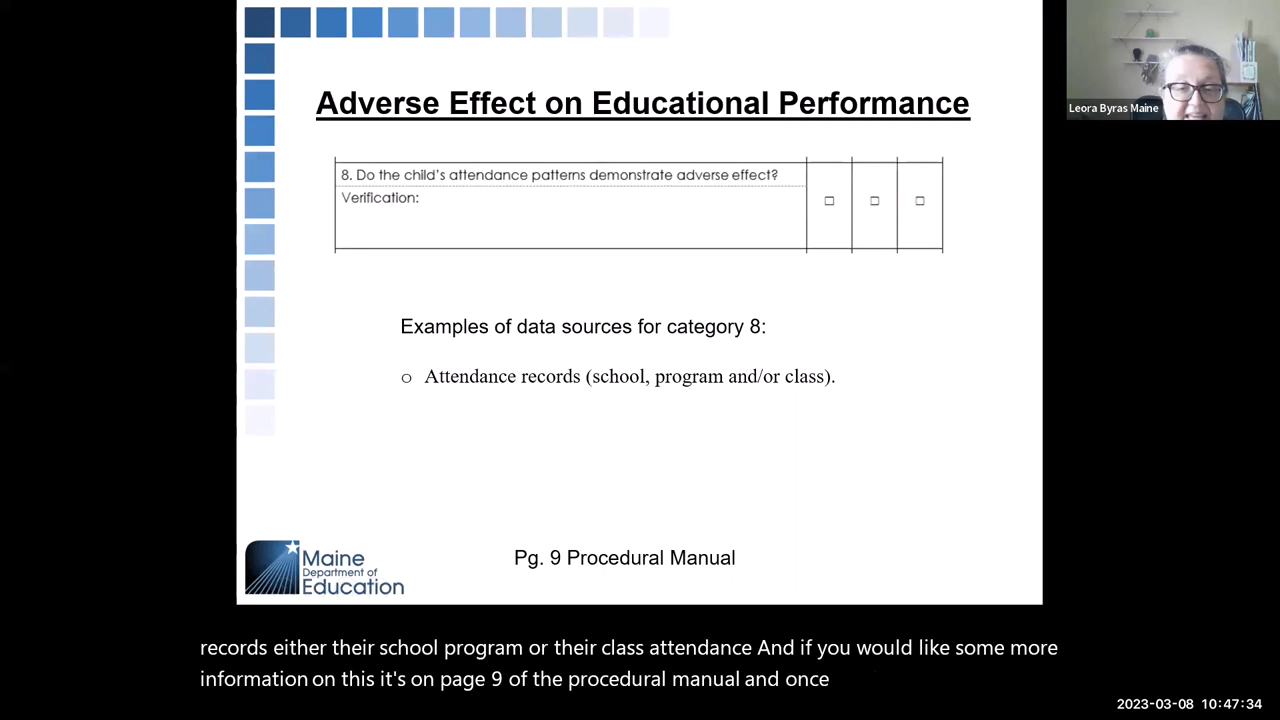 Adverse Effect on Educational Performance
Leora Byras Maine
8. Do the child's attendance patterns demonstrate adverse effect?
Verification:
Examples of data sources for category 8:
o Attendance records (school, program and/or class).
Maine
Department of
Education
Pg. 9 Procedural Manual
records either their school program or their class attendance And if you would like some more
information on this it's on page 9 of the procedural manual and once
2023-03-08 10:47:34